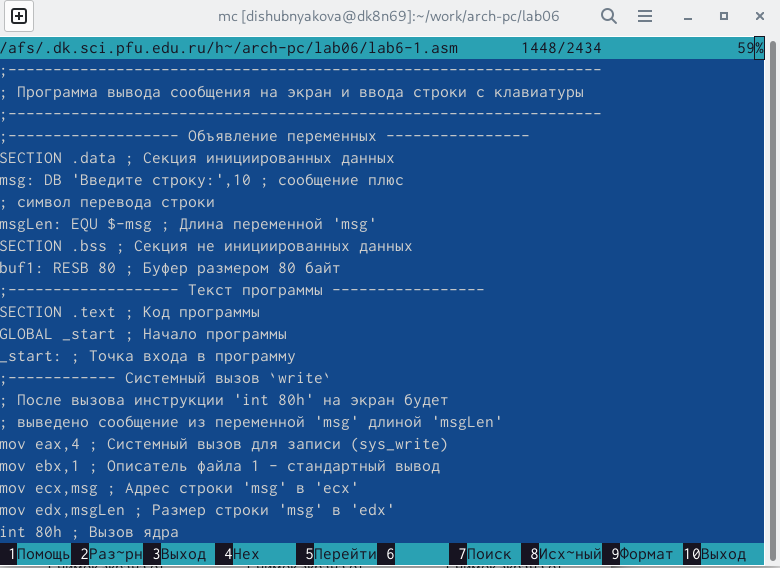 mc [dishubnyakova@dk8n69]:~/work/arch-pc/lab06
/afs/.dk.sci.pfu.edu.ru/h~/arch-pc/lab06/lab6-1.asm 1448/2434 59%
;------------------------------------------------------------------
; Программа вывода сообщения на экран и ввода строки с клавиатуры
;------------------------------------------------------------------
;------------------- Объявление переменных ----------------
SECTION .data ; Секция инициированных данных
msg: DB 'Введите строку:',10 ; сообщение плюс
; символ перевода строки
msgLen: EQU $-msg ; Длина переменной 'msg'
SECTION .bss ; Секция не инициированных данных
buf1: RESB 80 ; Буфер размером 80 байт
;------------------- Текст программы -----------------
SECTION .text ; Код программы
GLOBAL _start ; Начало программы
_start: ; Точка входа в программу
;------------ Системный вызов `write`
; После вызова инструкции 'int 80h' на экран будет
; выведено сообщение из переменной 'msg' длиной 'msgLen'
mov eax,4 ; Системный вызов для записи (sys_write)
mov ebx,1 ; Описатель файла 1 - стандартный вывод
mov ecx,msg ; Адрес строки 'msg' в 'ecx'
mov edx,msgLen ; Размер строки 'msg' в 'edx'
int 80h ; Вызов ядра
1Помощь 2Раз~рн 3Выход 4Hex 5Перейти 6 7Поиск 8Исх~ный 9Формат 10Выход